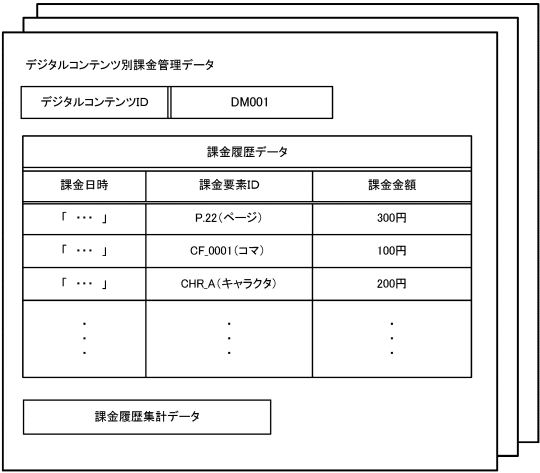 デジタルコンテンツ別課金管理データ
デジタルコンテンツID DM001
課金履歴データ
課金日時 課金要素ID 課金金額
「 ･･･ 」 P.22(ページ) 300円
「 ･･･ 」 CF_0001(コマ) 100円
「 ･･･ 」 CHR_A(キャラクタ) 200円
・ ・ ・
・ ・ ・
・ ・ ・
課金履歴集計データ